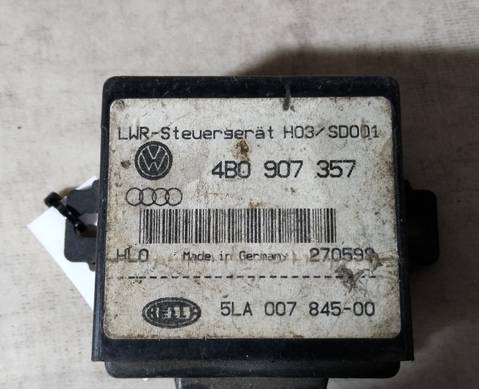 LWR-Steuergerät H03/SD001
4B0 907 357
HLO Made in Germany 270599
HELLA
5LA 007 845-00